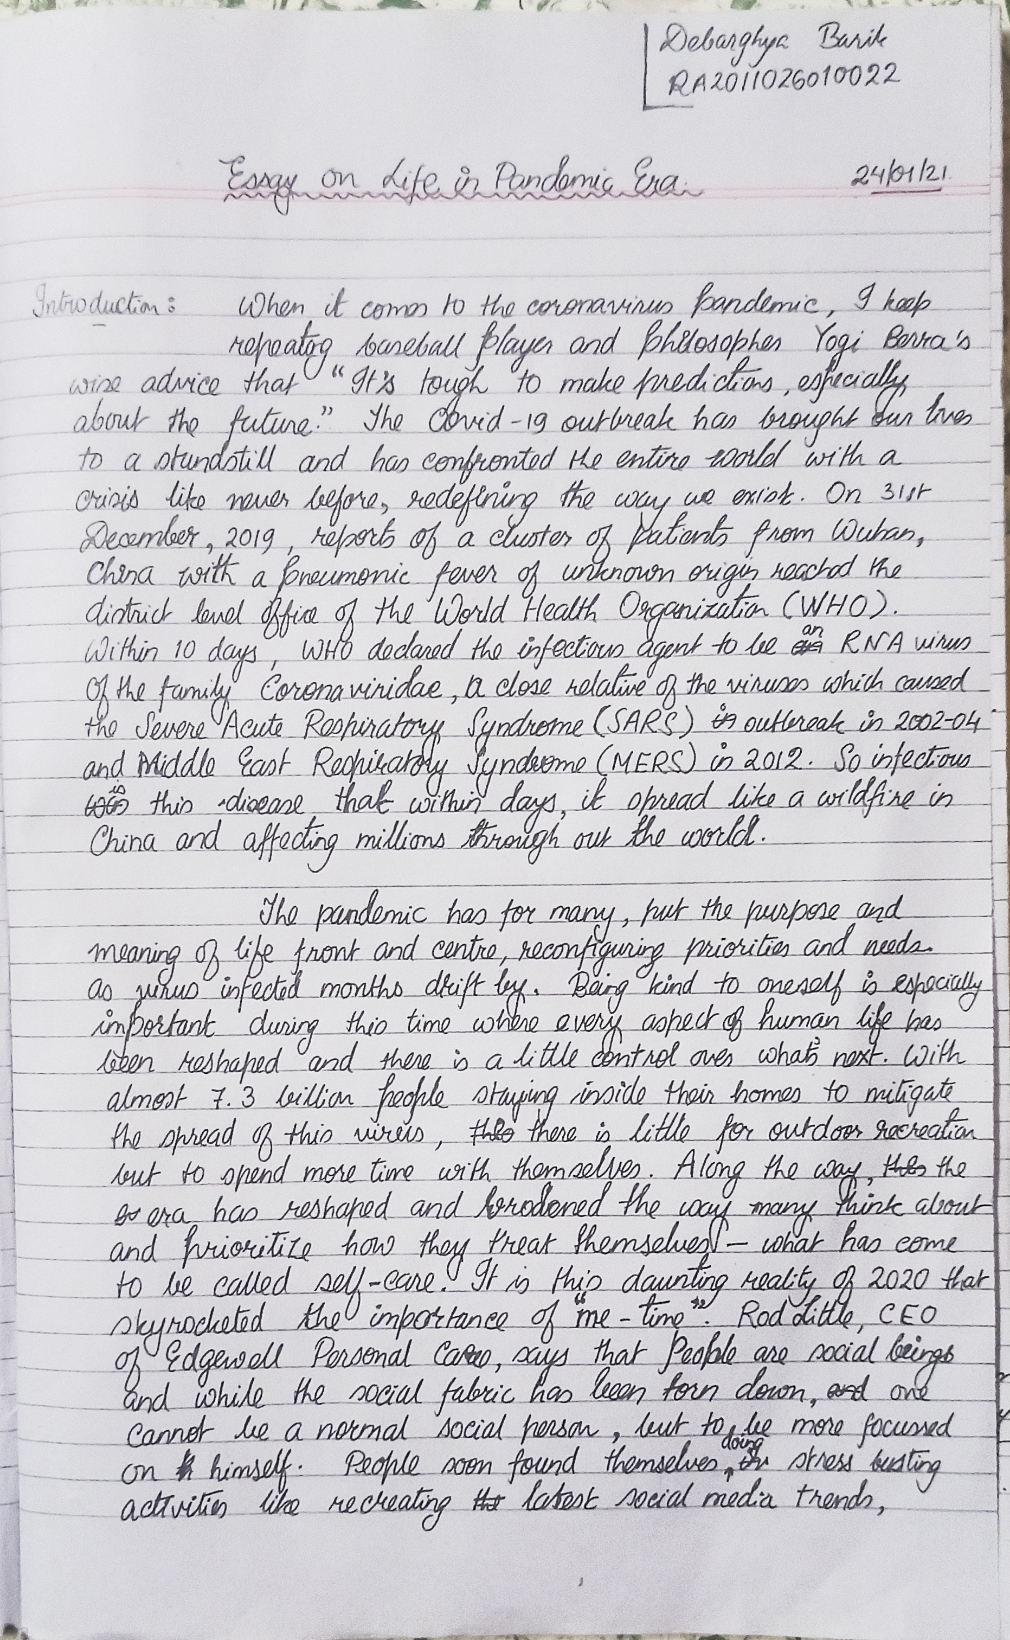 Debarghya Barik
RA2011026010022
Essay on Life in Pandemic Era.
24/01/21
Introduction: When it comes to the coronavirus pandemic, I keep
repeatog baseball player and philosopher Yogi Berra's
wise advice that "It's tough to make predictions, especially
about the future." The Covid-19 outbreak has brought our lives
to a standstill and has confronted the entire world with a
crisis like never before, redefining the way we exist. On 31st
December, 2019, reports of a cluster of patients from Wuhan,
China with a pneumonic fever of unknown origin reached the
district level office of the World Health Organization (WHO).
Within 10 days, WHO declared the infectious agent to be an RNA virus
of the family Coronaviridae, a close relative of the viruses which caused
the Severe Acute Respiratory Syndrome (SARS) outbreak in 2002-04
and Middle East Respiratory Syndrome (MERS) in 2012. So infectious
is this disease that within days, it spread like a wildfire in
China and affecting millions through out the world.
The pandemic has for many, put the purpose and
meaning of life front and centre, reconfiguring priorities and needs
as virus infected months drift by. Being kind to oneself is especially
important during this time where every aspect of human life has
been reshaped and there is a little control over what's next. With
almost 7.3 billion people staying inside their homes to mitigate
the spread of this virus, there is little for outdoor recreation
but to spend more time with themselves. Along the way, the
era has reshaped and brodened the way many think about
and prioritize how they treat themselves – what has come
to be called self-care. It is this daunting reality of 2020 that
skyrocketed the importance of "me-time". Rod Little, CEO
of Edgewell Personal Care, says that people are social beings
and while the social fabric has been torn down, one
cannot be a normal social person, but to be more focussed
on himself. People soon found themselves, doing stress busting
activities like recreating latest social media trends,